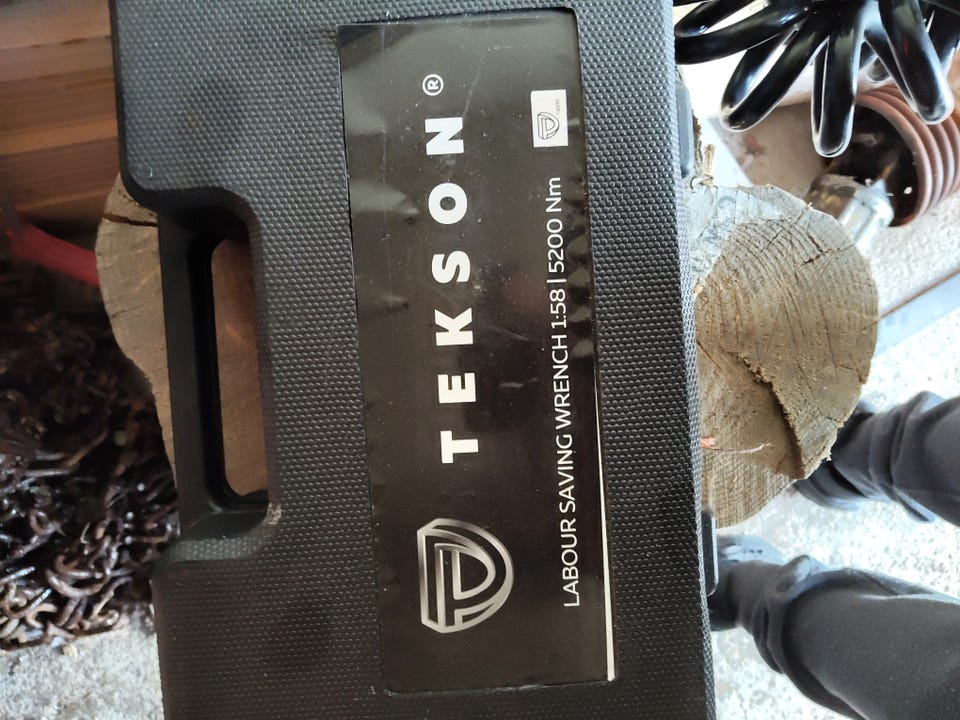 TEKSON®
LABOUR SAVING WRENCH 1:58 | 5200 Nm